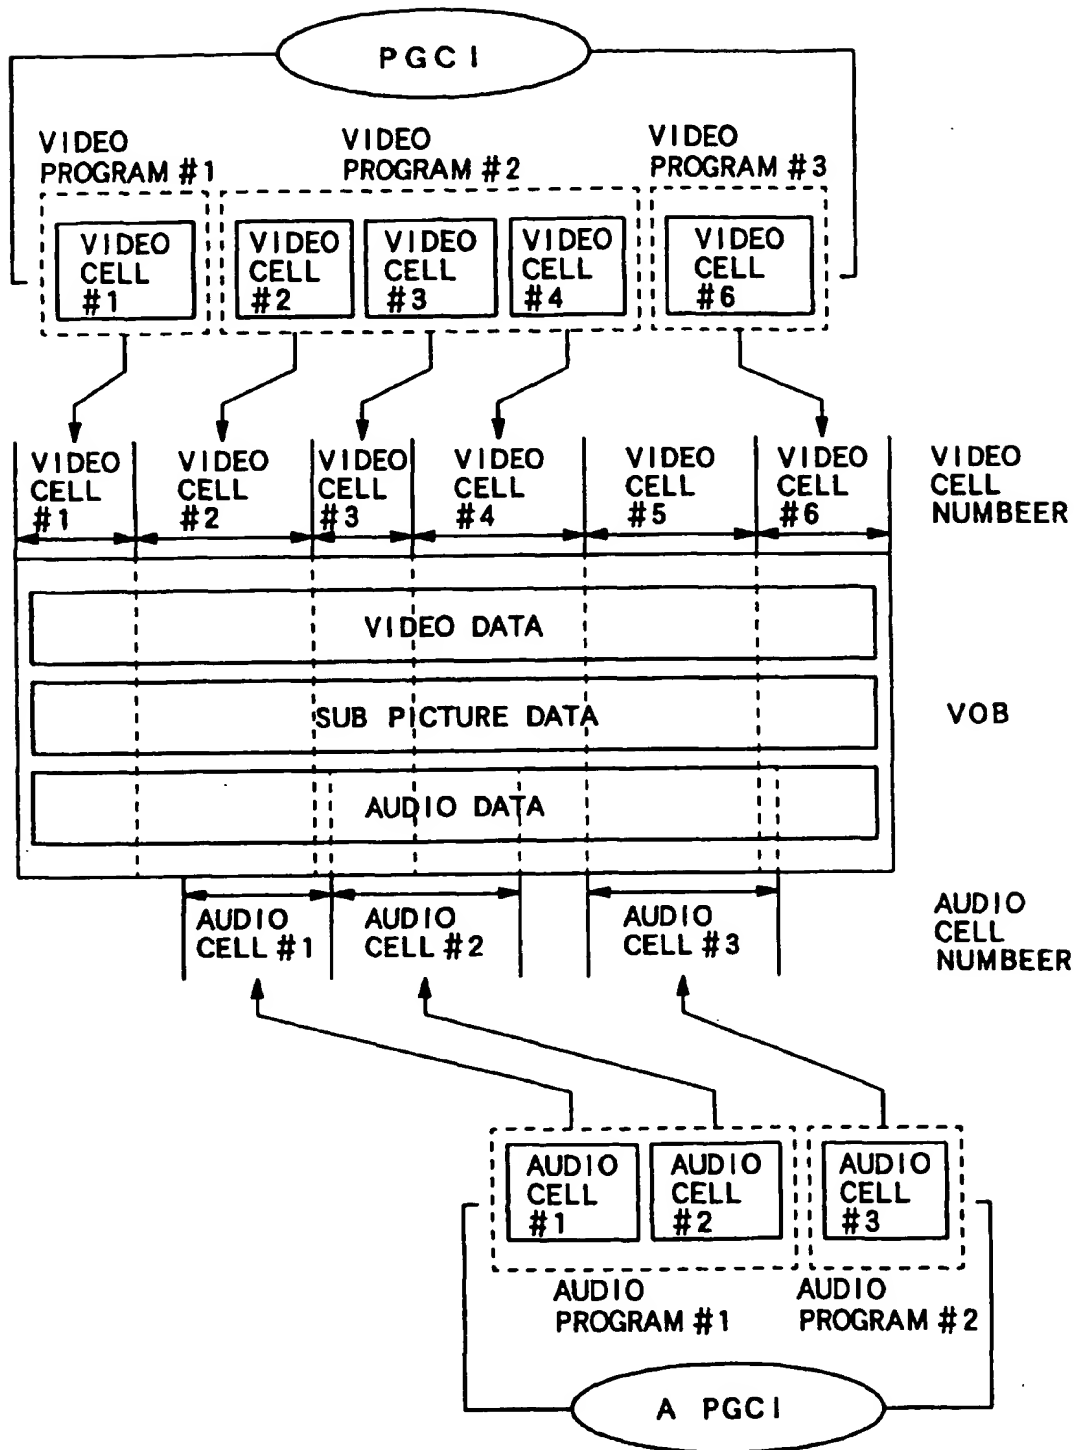 PGCI
VIDEO
PROGRAM #1
VIDEO
PROGRAM #2
VIDEO
PROGRAM #3
VIDEO
CELL
#1
VIDEO
CELL
#2
VIDEO
CELL
#3
VIDEO
CELL
#4
VIDEO
CELL
#6
VIDEO
CELL
#1
VIDEO
CELL
#2
VIDEO
CELL
#3
VIDEO
CELL
#4
VIDEO
CELL
#5
VIDEO
CELL
#6
VIDEO
CELL
NUMBEER
VIDEO DATA
SUB PICTURE DATA
VOB
AUDIO DATA
AUDIO
CELL #1
AUDIO
CELL #2
AUDIO
CELL #3
AUDIO
CELL
NUMBEER
AUDIO
CELL
#1
AUDIO
CELL
#2
AUDIO
CELL
#3
AUDIO
PROGRAM #1
AUDIO
PROGRAM #2
A PGCI